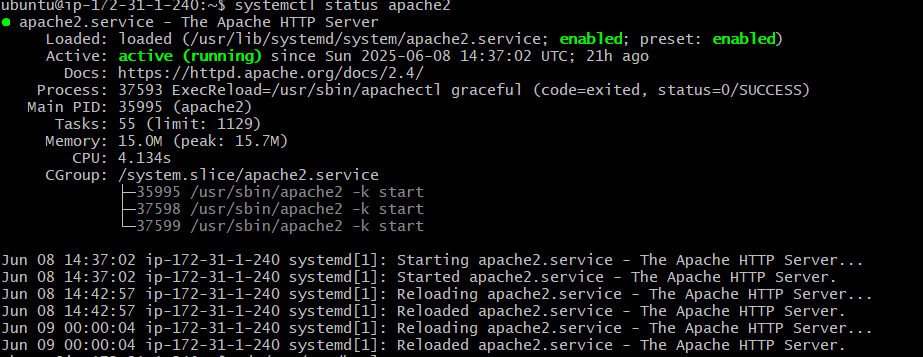 ubuntu@ip-172-31-1-240:~$ systemctl status apache2
● apache2.service - The Apache HTTP Server
     Loaded: loaded (/usr/lib/systemd/system/apache2.service; enabled; preset: enabled)
     Active: active (running) since Sun 2025-06-08 14:37:02 UTC; 21h ago
       Docs: https://httpd.apache.org/docs/2.4/
    Process: 37593 ExecReload=/usr/sbin/apachectl graceful (code=exited, status=0/SUCCESS)
   Main PID: 35995 (apache2)
      Tasks: 55 (limit: 1129)
     Memory: 15.0M (peak: 15.7M)
        CPU: 4.134s
     CGroup: /system.slice/apache2.service
             ├─35995 /usr/sbin/apache2 -k start
             ├─37598 /usr/sbin/apache2 -k start
             └─37599 /usr/sbin/apache2 -k start

Jun 08 14:37:02 ip-172-31-1-240 systemd[1]: Starting apache2.service - The Apache HTTP Server...
Jun 08 14:37:02 ip-172-31-1-240 systemd[1]: Started apache2.service - The Apache HTTP Server.
Jun 08 14:42:57 ip-172-31-1-240 systemd[1]: Reloading apache2.service - The Apache HTTP Server...
Jun 08 14:42:57 ip-172-31-1-240 systemd[1]: Reloaded apache2.service - The Apache HTTP Server.
Jun 09 00:00:04 ip-172-31-1-240 systemd[1]: Reloading apache2.service - The Apache HTTP Server...
Jun 09 00:00:04 ip-172-31-1-240 systemd[1]: Reloaded apache2.service - The Apache HTTP Server.